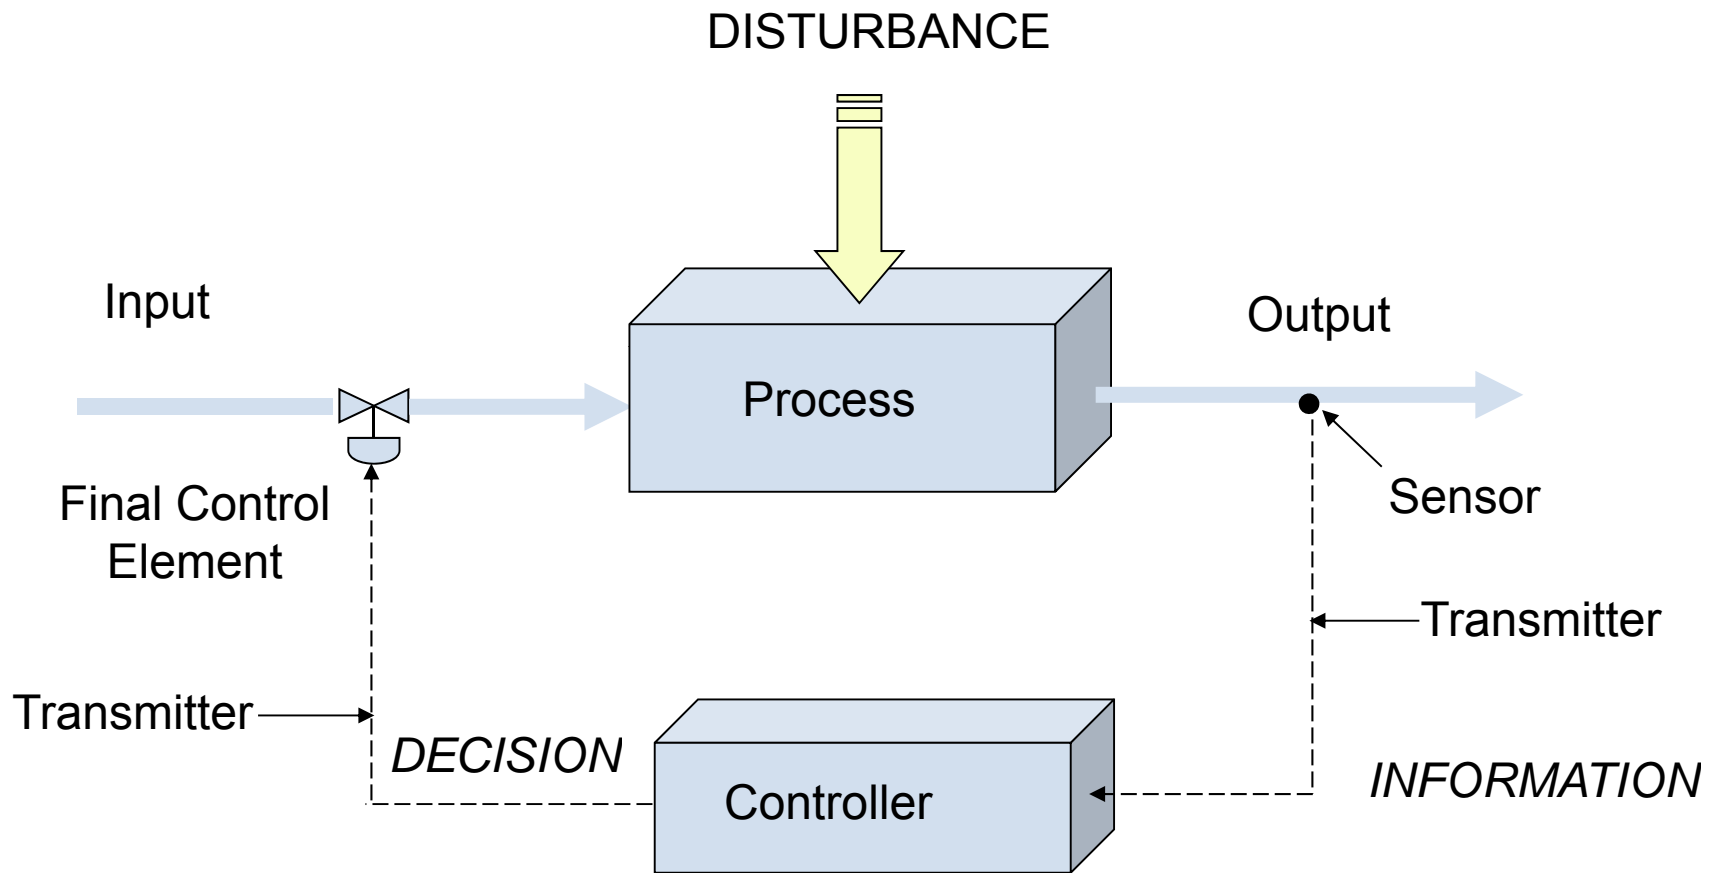 DISTURBANCE
Input
Output
Process
Final Control
Element
Sensor
Transmitter
Transmitter
DECISION
INFORMATION
Controller